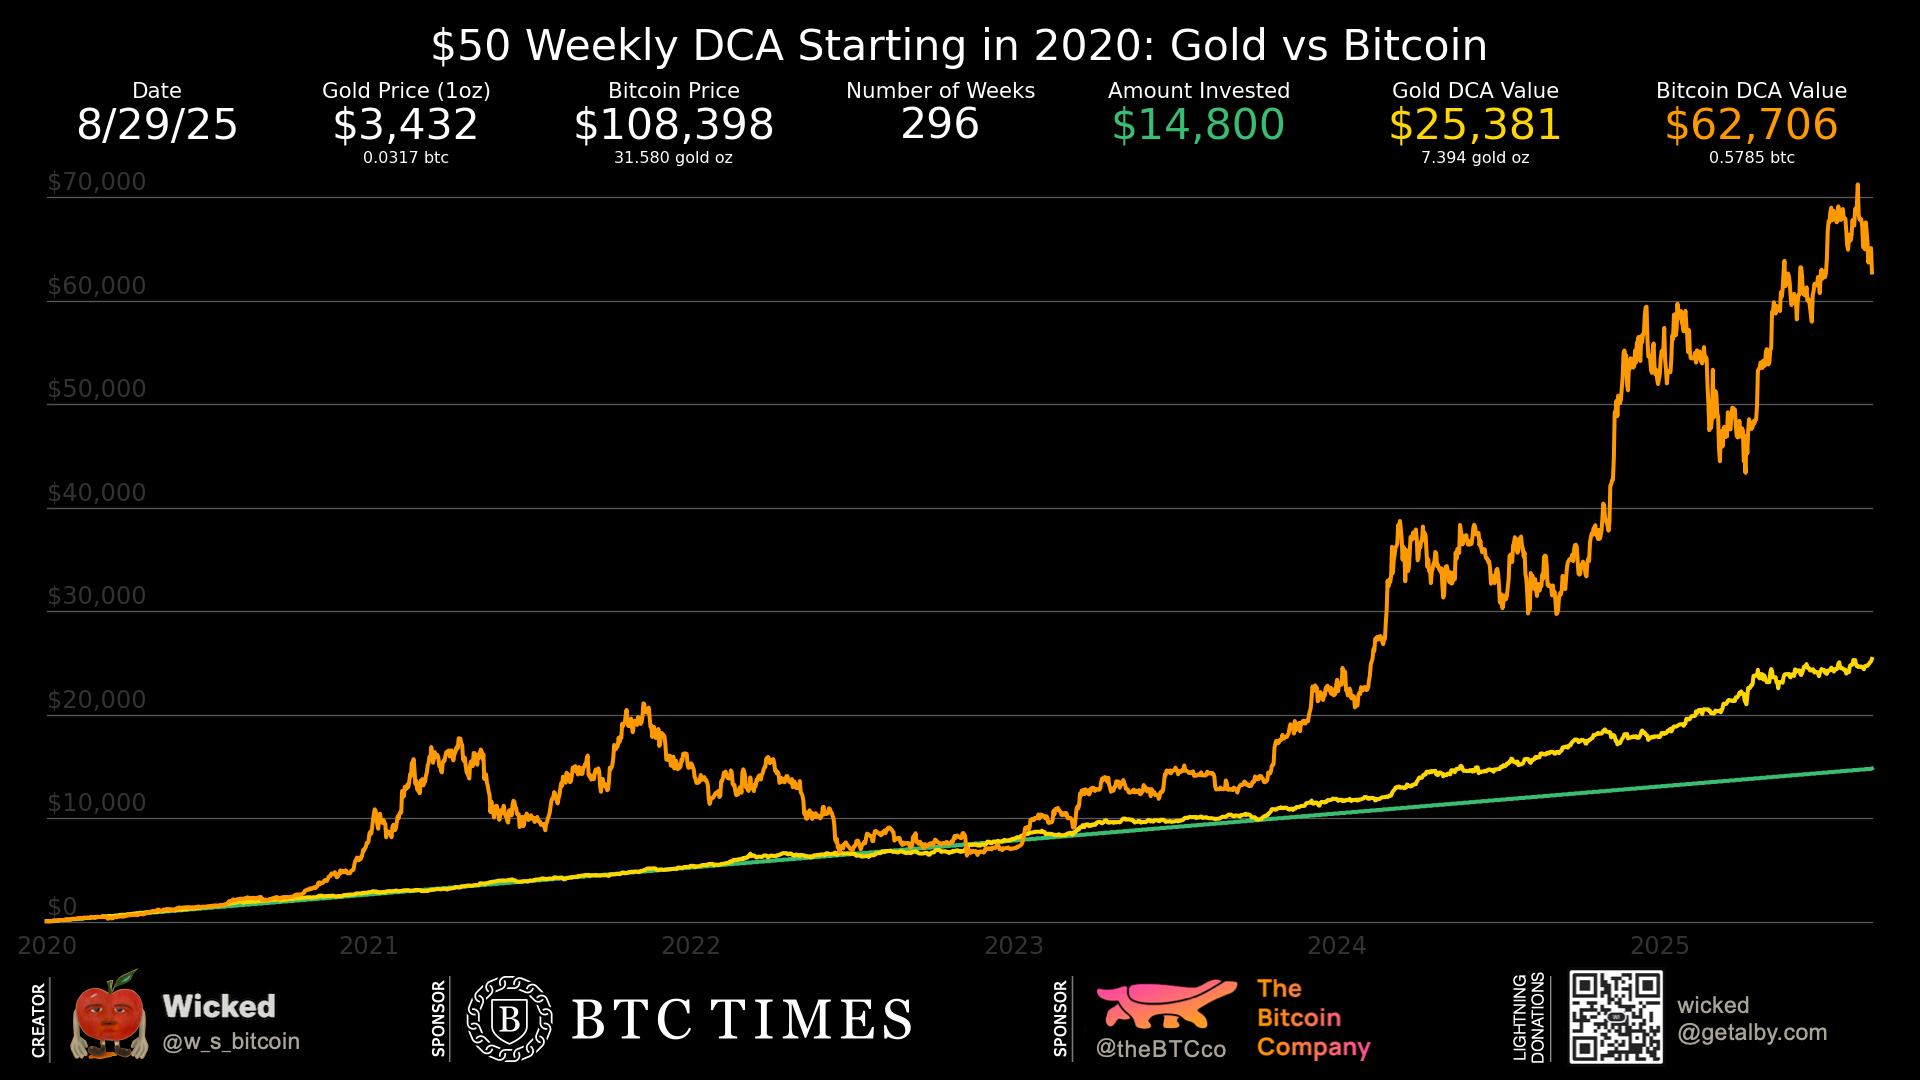 $50 Weekly DCA Starting in 2020: Gold vs Bitcoin
Date
8/29/25
Gold Price (1oz)
$3,432
0.0317 btc
Bitcoin Price
$108,398
31.580 gold oz
Number of Weeks
296
Amount Invested
$14,800
Gold DCA Value
$25,381
7.394 gold oz
Bitcoin DCA Value
$62,706
0.5785 btc
$70,000
$60,000
$50,000
$40,000
$30,000
$20,000
$10,000
$0
2020
2021
2022
2023
2024
2025
CREATOR
Wicked
@w_s_bitcoin
SPONSOR
B
BTC TIMES
SPONSOR
@theBTCco
The
Bitcoin
Company
LIGHTNING
DONATIONS
wicked
@getalby.com